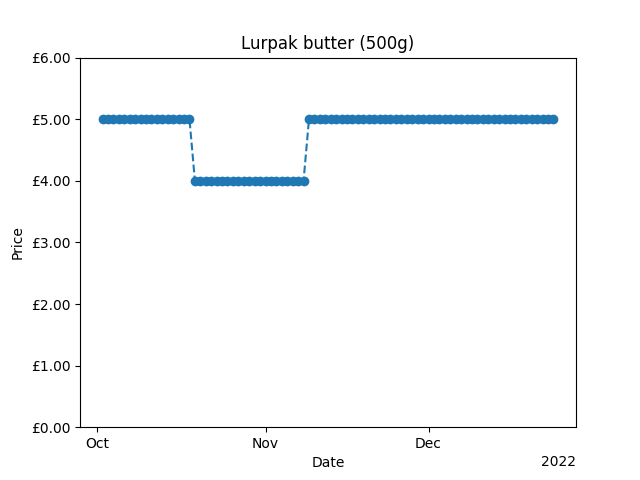 Lurpak butter (500g)
£6.00
£5.00
£4.00
£3.00
£2.00
£1.00
£0.00
Price
Oct Nov Dec
Date
2022